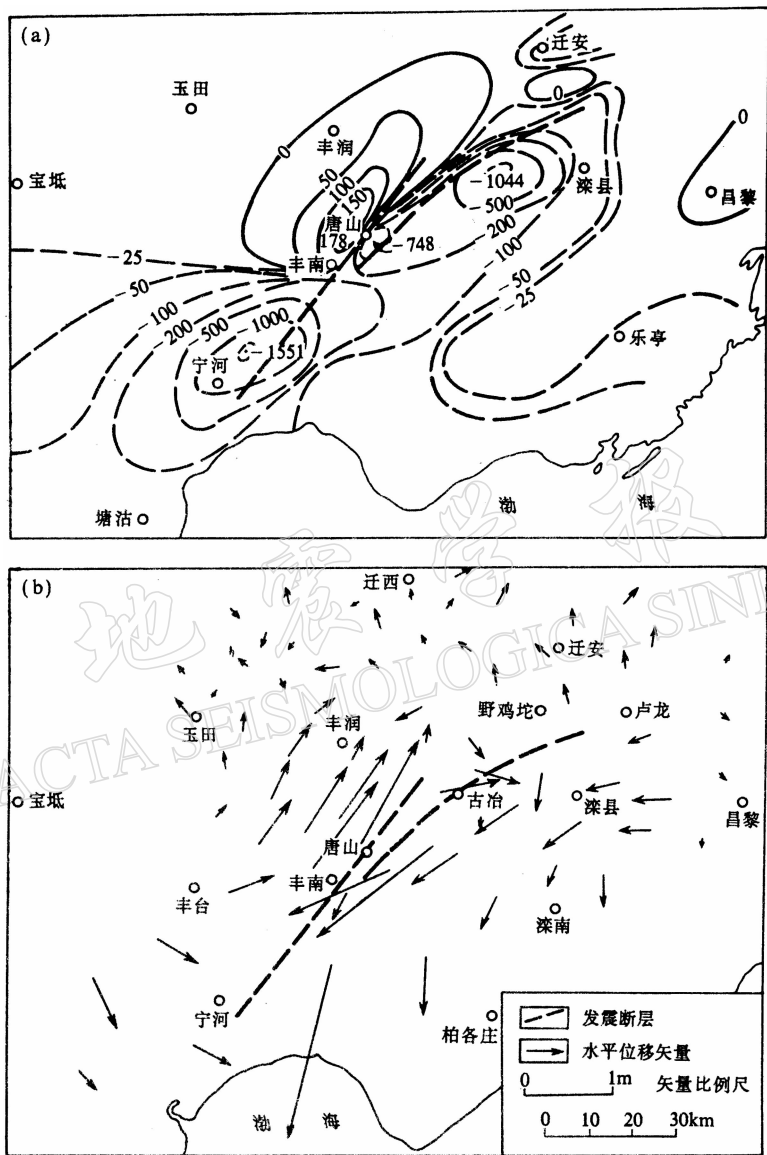 (a)
迁安
0
玉田
0
丰润
50
100
150
宝坻
-1044
滦县
0
昌黎
-500
唐山
178
-748
-200
丰南
-100
-25
-50
-50
-25
-100
-200
-500
-1000
-1551
宁河
乐亭
塘沽
渤 海
地震学报
(b)
迁西
ACTA SEISMOLOGICA SINI
迁安
野鸡坨
卢龙
玉田
丰润
宝坻
古冶
滦县
昌黎
唐山
丰南
丰台
滦南
宁河
柏各庄
发震断层
水平位移矢量
0 1m 矢量比例尺
0 10 20 30km
渤 海